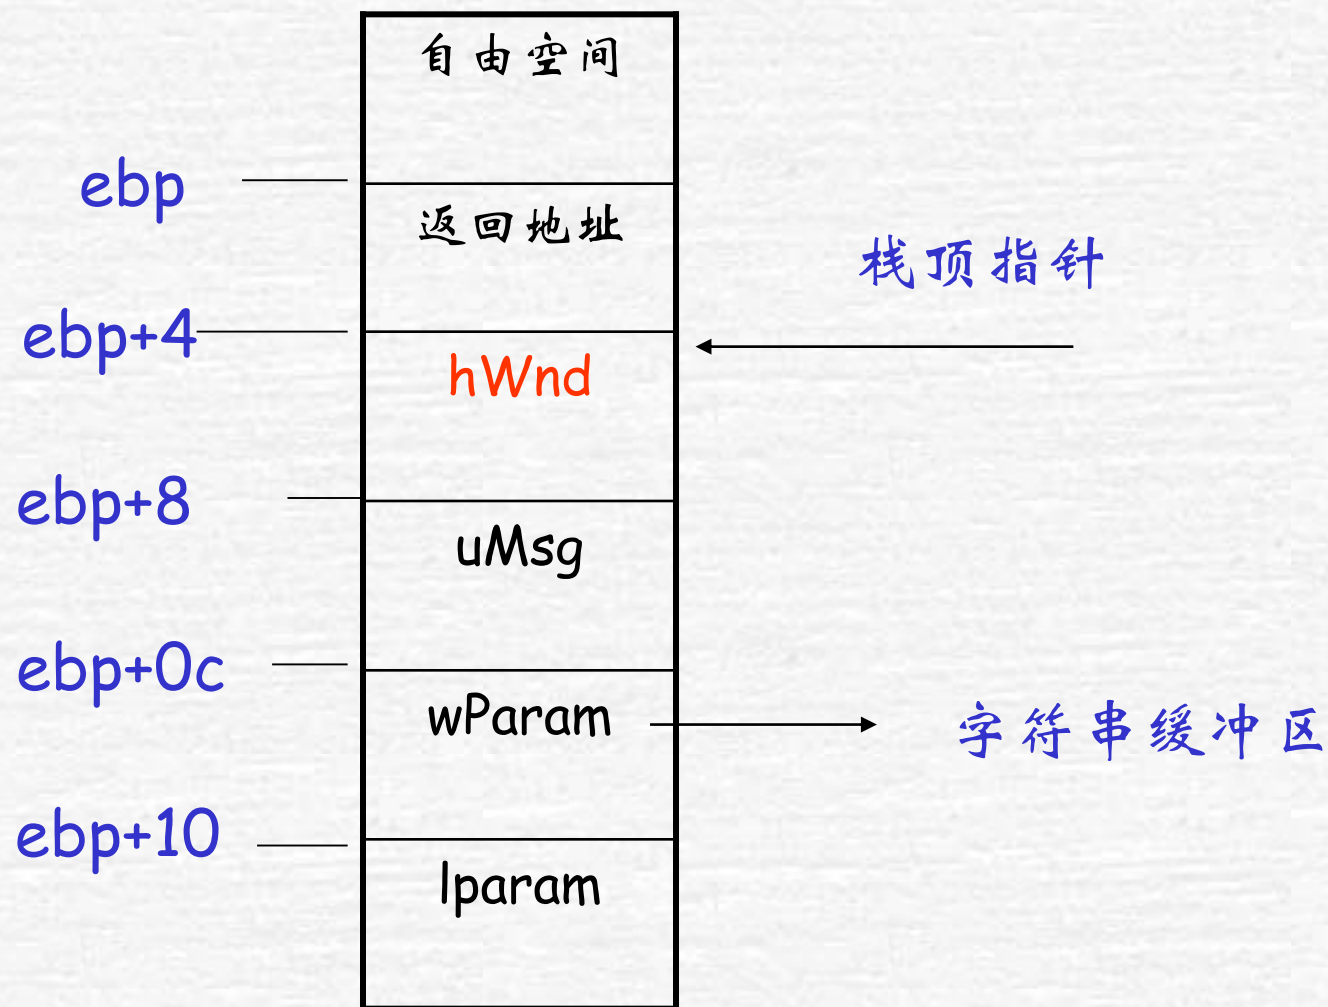 自由空间
ebp
返回地址
栈顶指针
ebp+4
hWnd
ebp+8
uMsg
ebp+0c
wParam
字符串缓冲区
ebp+10
lparam